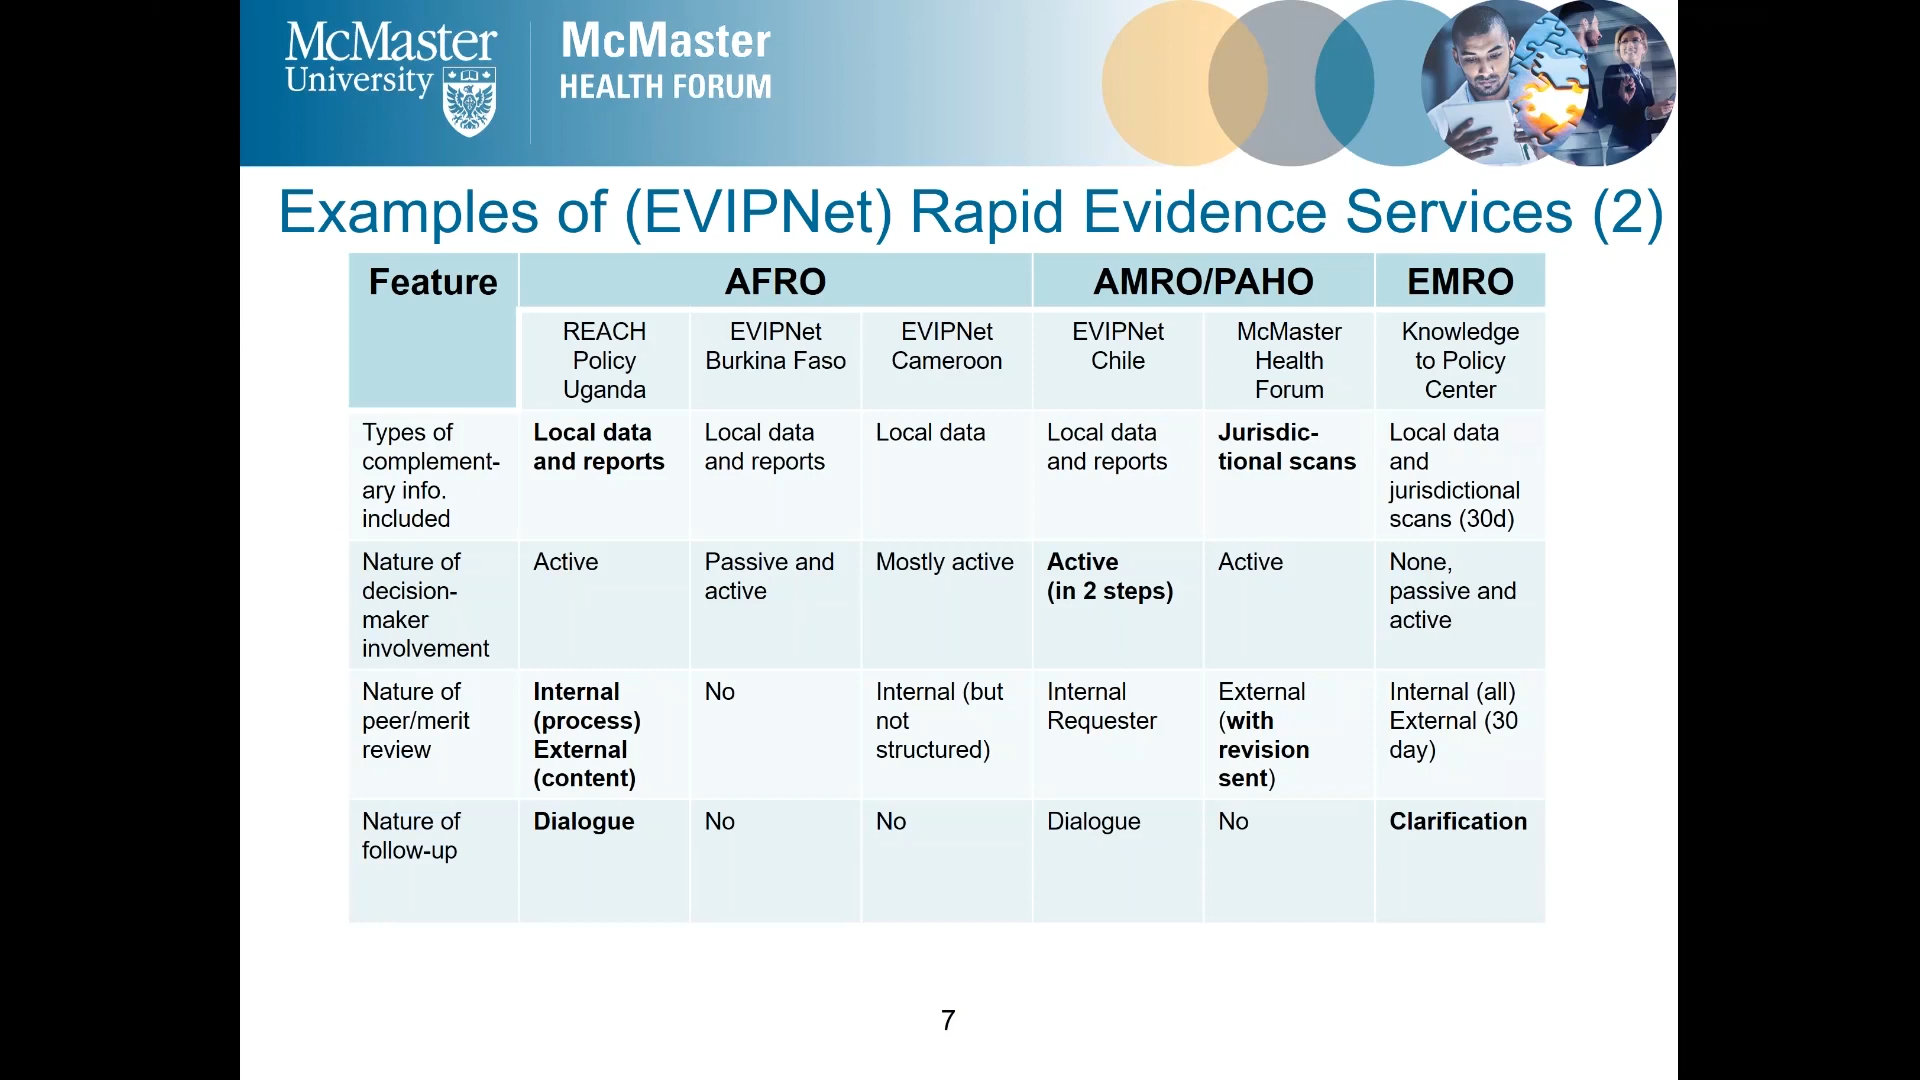 McMaster
University
McMaster
HEALTH FORUM
Examples of (EVIPNet) Rapid Evidence Services (2)
Feature
AFRO
AMRO/PAHO
EMRO
REACH
Policy
Uganda
EVIPNet
Burkina Faso
EVIPNet
Cameroon
EVIPNet
Chile
McMaster
Health
Forum
Knowledge
to Policy
Center
Types of
complement-
ary info.
included
Local data
and reports
Local data
and reports
Local data
Local data
and reports
Jurisdic-
tional scans
Local data
and
jurisdictional
scans (30d)
Nature of
decision-
maker
involvement
Active
Passive and
active
Mostly active
Active
(in 2 steps)
Active
None,
passive and
active
Nature of
peer/merit
review
Internal
(process)
External
(content)
No
Internal (but
not
structured)
Internal
Requester
External
(with
revision
sent)
Internal (all)
External (30
day)
Nature of
follow-up
Dialogue
No
No
Dialogue
No
Clarification
7